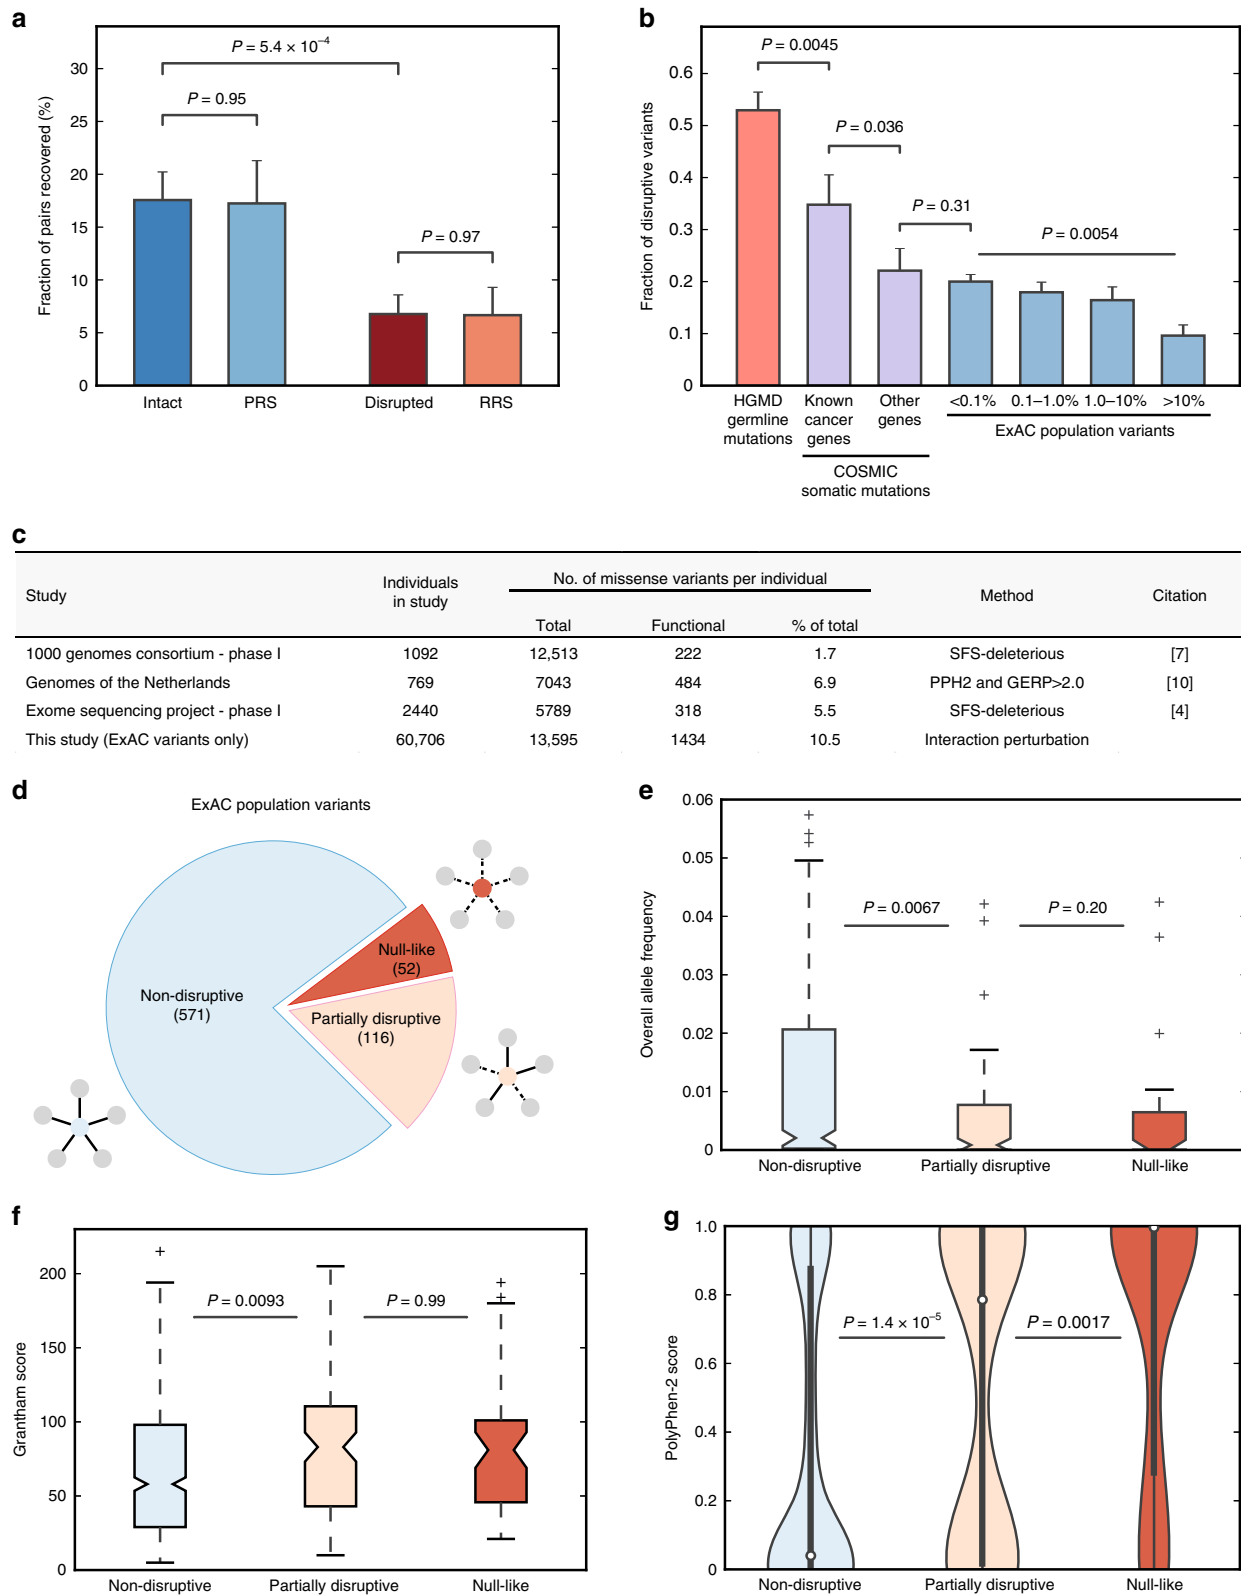 a
Fraction of pairs recovered (%)
30
25
20
15
10
5
0
P = 5.4 × 10⁻⁴
P = 0.95
P = 0.97
Intact
PRS
Disrupted
RRS
b
Fraction of disruptive variants
0.6
0.5
0.4
0.3
0.2
0.1
0
P = 0.0045
P = 0.036
P = 0.31
P = 0.0054
HGMD
germline
mutations
Known
cancer
genes
Other
genes
<0.1%
0.1–1.0%
1.0–10%
>10%
COSMIC
somatic mutations
ExAC population variants
c
Study
Individuals
in study
No. of missense variants per individual
Method
Citation
Total
Functional
% of total
1000 genomes consortium - phase I 1092 12,513 222 1.7 SFS-deleterious [7]
Genomes of the Netherlands 769 7043 484 6.9 PPH2 and GERP>2.0 [10]
Exome sequencing project - phase I 2440 5789 318 5.5 SFS-deleterious [4]
This study (ExAC variants only) 60,706 13,595 1434 10.5 Interaction perturbation
d
ExAC population variants
Null-like
(52)
Non-disruptive
(571)
Partially disruptive
(116)
e
Overall allele frequency
0.06
0.05
0.04
0.03
0.02
0.01
0
P = 0.0067
P = 0.20
Non-disruptive
Partially disruptive
Null-like
f
Grantham score
200
150
100
50
0
P = 0.0093
P = 0.99
Non-disruptive
Partially disruptive
Null-like
g
PolyPhen-2 score
1.0
0.8
0.6
0.4
0.2
0
P = 1.4 × 10⁻⁵
P = 0.0017
Non-disruptive
Partially disruptive
Null-like